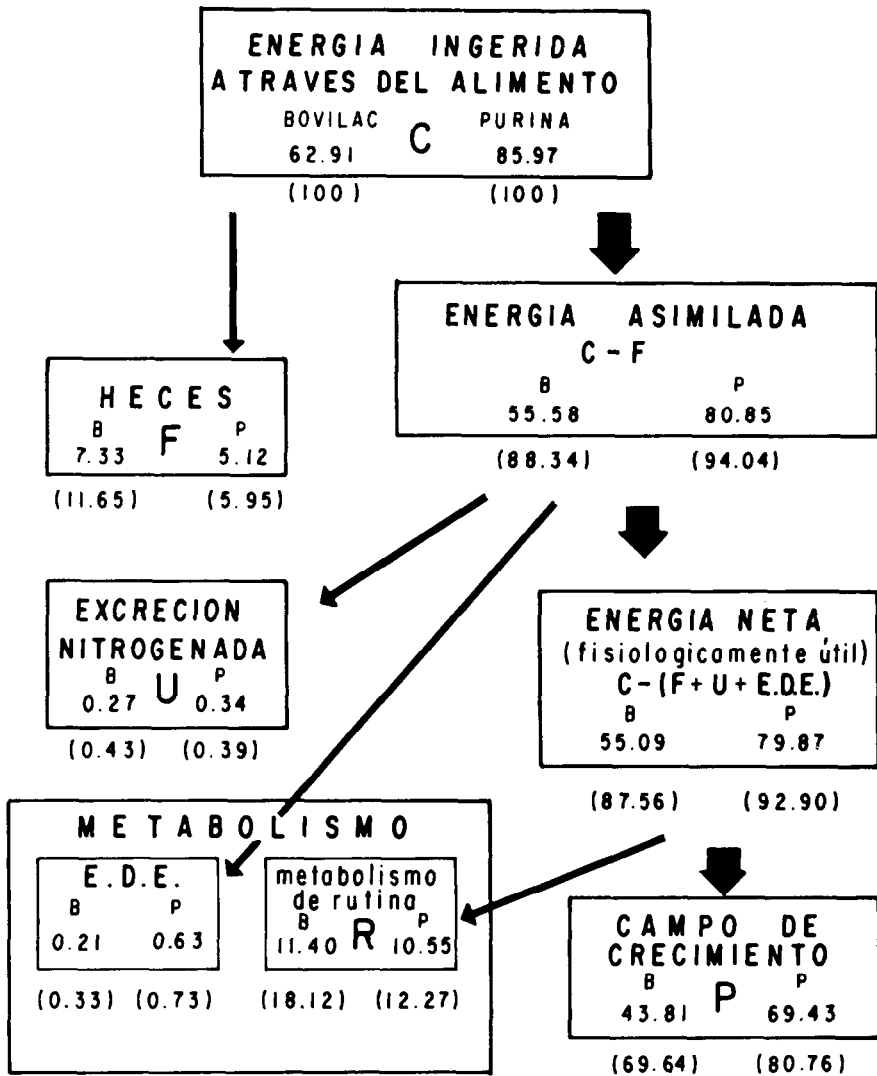 ENERGIA INGERIDA
A TRAVES DEL ALIMENTO
BOVILAC C PURINA
62.91 85.97
(100) (100)
ENERGIA ASIMILADA
C-F
B P
55.58 80.85
(88.34) (94.04)
HECES
B F P
7.33 5.12
(11.65) (5.95)
EXCRECION
NITROGENADA
B U P
0.27 0.34
(0.43) (0.39)
ENERGIA NETA
(fisiologicamente útil)
C-(F+U+E.D.E.)
B P
55.09 79.87
(87.56) (92.90)
METABOLISMO
E.D.E.
B P
0.21 0.63
(0.33) (0.73)
metabolismo
de rutina
B R P
11.40 10.55
(18.12) (12.27)
CAMPO DE
CRECIMIENTO
B P P
43.81 69.43
(69.64) (80.76)